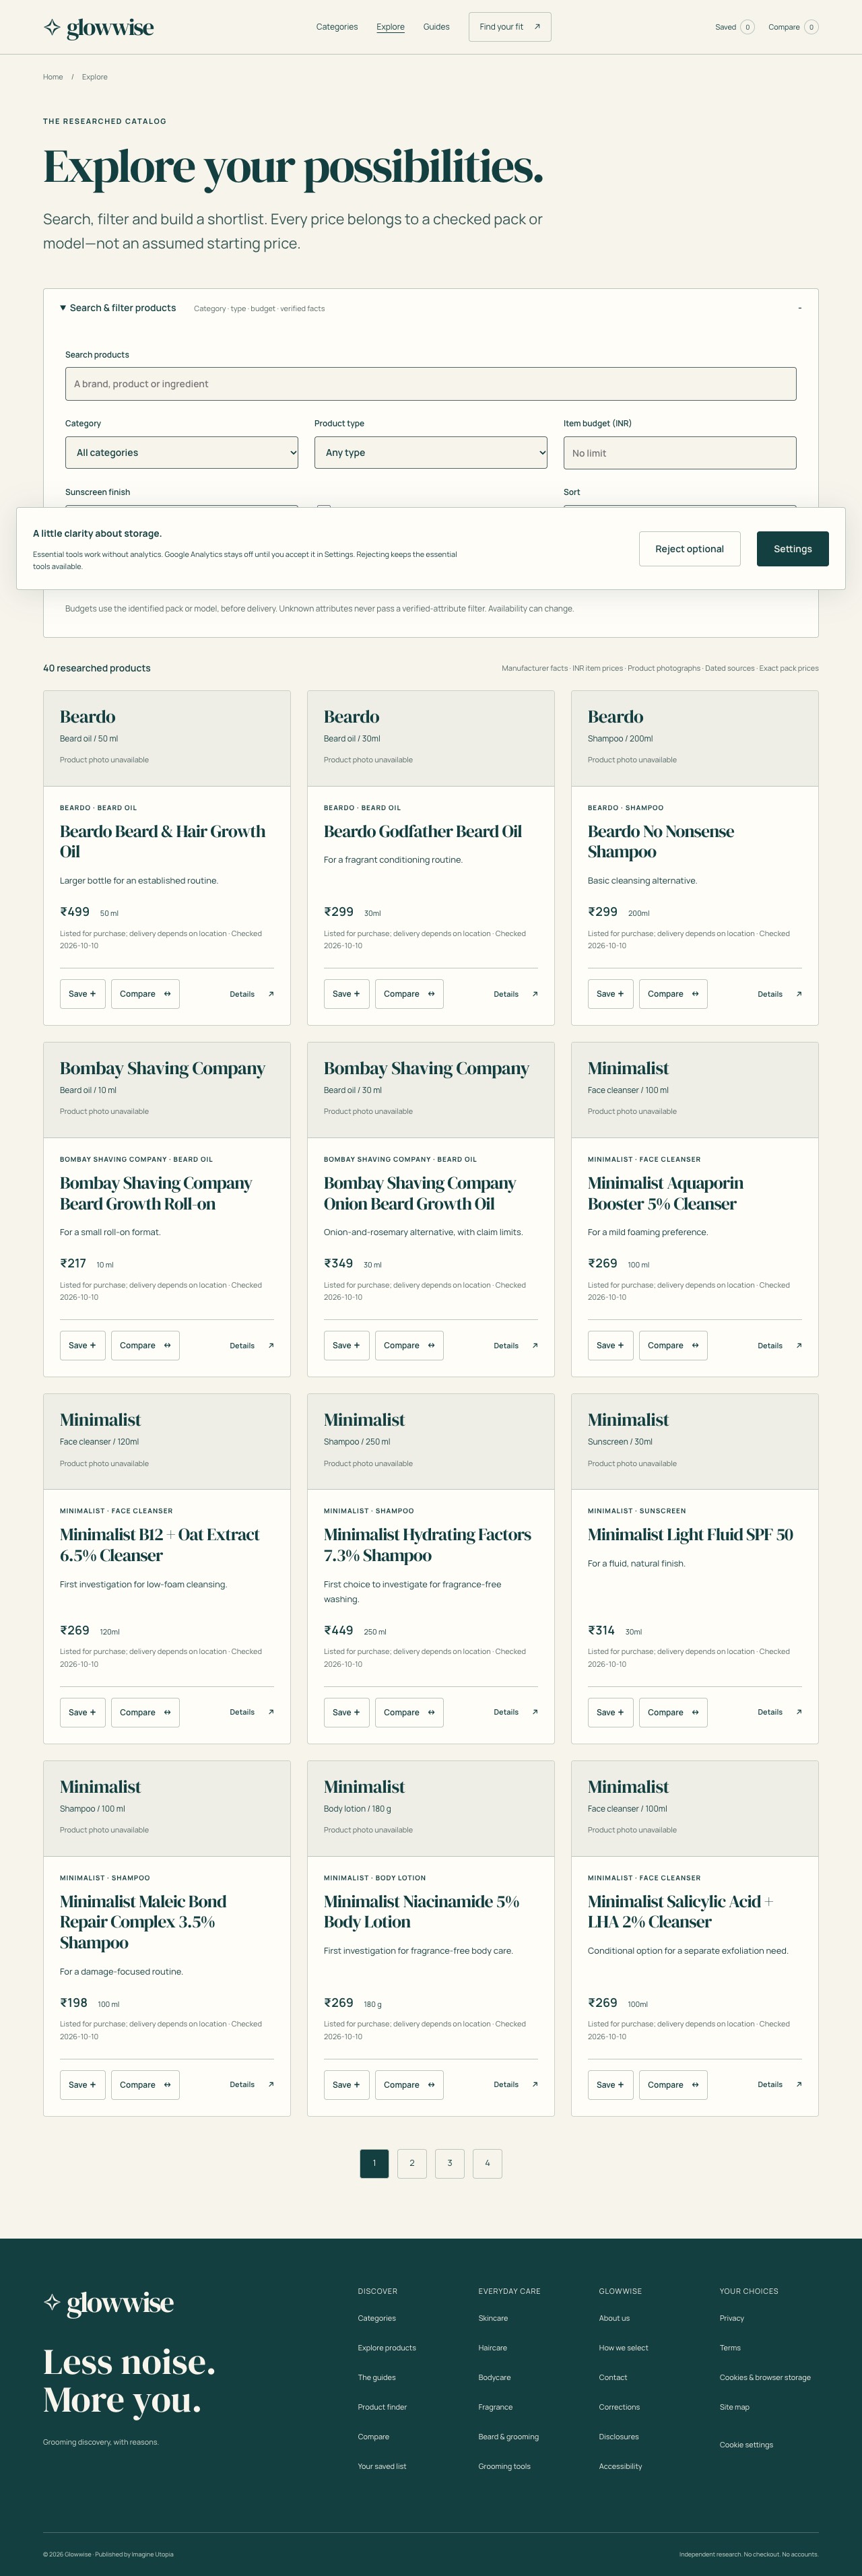 glowwise
Categories Explore Guides Find your fit ↗ Saved 0 Compare 0
Home / Explore
THE RESEARCHED CATALOG
Explore your possibilities.
Search, filter and build a shortlist. Every price belongs to a checked pack or
model—not an assumed starting price.
▼ Search & filter products Category · type · budget · verified facts -
Search products
A brand, product or ingredient
Category Product type Item budget (INR)
All categories Any type No limit
Sunscreen finish Sort
A little clarity about storage.
Essential tools work without analytics. Google Analytics stays off until you accept it in Settings. Rejecting keeps the essential
tools available.
Reject optional Settings
Budgets use the identified pack or model, before delivery. Unknown attributes never pass a verified-attribute filter. Availability can change.
40 researched products Manufacturer facts · INR item prices · Product photographs · Dated sources · Exact pack prices
Beardo
Beard oil / 50 ml
Product photo unavailable
BEARDO · BEARD OIL
Beardo Beard & Hair Growth
Oil
Larger bottle for an established routine.
₹499 50 ml
Listed for purchase; delivery depends on location · Checked
2026-10-10
Save + Compare ↔ Details ↗
Beardo
Beard oil / 30ml
Product photo unavailable
BEARDO · BEARD OIL
Beardo Godfather Beard Oil
For a fragrant conditioning routine.
₹299 30ml
Listed for purchase; delivery depends on location · Checked
2026-10-10
Save + Compare ↔ Details ↗
Beardo
Shampoo / 200ml
Product photo unavailable
BEARDO · SHAMPOO
Beardo No Nonsense
Shampoo
Basic cleansing alternative.
₹299 200ml
Listed for purchase; delivery depends on location · Checked
2026-10-10
Save + Compare ↔ Details ↗
Bombay Shaving Company
Beard oil / 10 ml
Product photo unavailable
BOMBAY SHAVING COMPANY · BEARD OIL
Bombay Shaving Company
Beard Growth Roll-on
For a small roll-on format.
₹217 10 ml
Listed for purchase; delivery depends on location · Checked
2026-10-10
Save + Compare ↔ Details ↗
Bombay Shaving Company
Beard oil / 30 ml
Product photo unavailable
BOMBAY SHAVING COMPANY · BEARD OIL
Bombay Shaving Company
Onion Beard Growth Oil
Onion-and-rosemary alternative, with claim limits.
₹349 30 ml
Listed for purchase; delivery depends on location · Checked
2026-10-10
Save + Compare ↔ Details ↗
Minimalist
Face cleanser / 100 ml
Product photo unavailable
MINIMALIST · FACE CLEANSER
Minimalist Aquaporin
Booster 5% Cleanser
For a mild foaming preference.
₹269 100 ml
Listed for purchase; delivery depends on location · Checked
2026-10-10
Save + Compare ↔ Details ↗
Minimalist
Face cleanser / 120ml
Product photo unavailable
MINIMALIST · FACE CLEANSER
Minimalist B12 + Oat Extract
6.5% Cleanser
First investigation for low-foam cleansing.
₹269 120ml
Listed for purchase; delivery depends on location · Checked
2026-10-10
Save + Compare ↔ Details ↗
Minimalist
Shampoo / 250 ml
Product photo unavailable
MINIMALIST · SHAMPOO
Minimalist Hydrating Factors
7.3% Shampoo
First choice to investigate for fragrance-free
washing.
₹449 250 ml
Listed for purchase; delivery depends on location · Checked
2026-10-10
Save + Compare ↔ Details ↗
Minimalist
Sunscreen / 30ml
Product photo unavailable
MINIMALIST · SUNSCREEN
Minimalist Light Fluid SPF 50
For a fluid, natural finish.
₹314 30ml
Listed for purchase; delivery depends on location · Checked
2026-10-10
Save + Compare ↔ Details ↗
Minimalist
Shampoo / 100 ml
Product photo unavailable
MINIMALIST · SHAMPOO
Minimalist Maleic Bond
Repair Complex 3.5%
Shampoo
For a damage-focused routine.
₹198 100 ml
Listed for purchase; delivery depends on location · Checked
2026-10-10
Save + Compare ↔ Details ↗
Minimalist
Body lotion / 180 g
Product photo unavailable
MINIMALIST · BODY LOTION
Minimalist Niacinamide 5%
Body Lotion
First investigation for fragrance-free body care.
₹269 180 g
Listed for purchase; delivery depends on location · Checked
2026-10-10
Save + Compare ↔ Details ↗
Minimalist
Face cleanser / 100ml
Product photo unavailable
MINIMALIST · FACE CLEANSER
Minimalist Salicylic Acid +
LHA 2% Cleanser
Conditional option for a separate exfoliation need.
₹269 100ml
Listed for purchase; delivery depends on location · Checked
2026-10-10
Save + Compare ↔ Details ↗
1 2 3 4
glowwise
Less noise.
More you.
Grooming discovery, with reasons.
DISCOVER
Categories
Explore products
The guides
Product finder
Compare
Your saved list
EVERYDAY CARE
Skincare
Haircare
Bodycare
Fragrance
Beard & grooming
Grooming tools
GLOWWISE
About us
How we select
Contact
Corrections
Disclosures
Accessibility
YOUR CHOICES
Privacy
Terms
Cookies & browser storage
Site map
Cookie settings
© 2026 Glowwise · Published by Imagine Utopia Independent research. No checkout. No accounts.